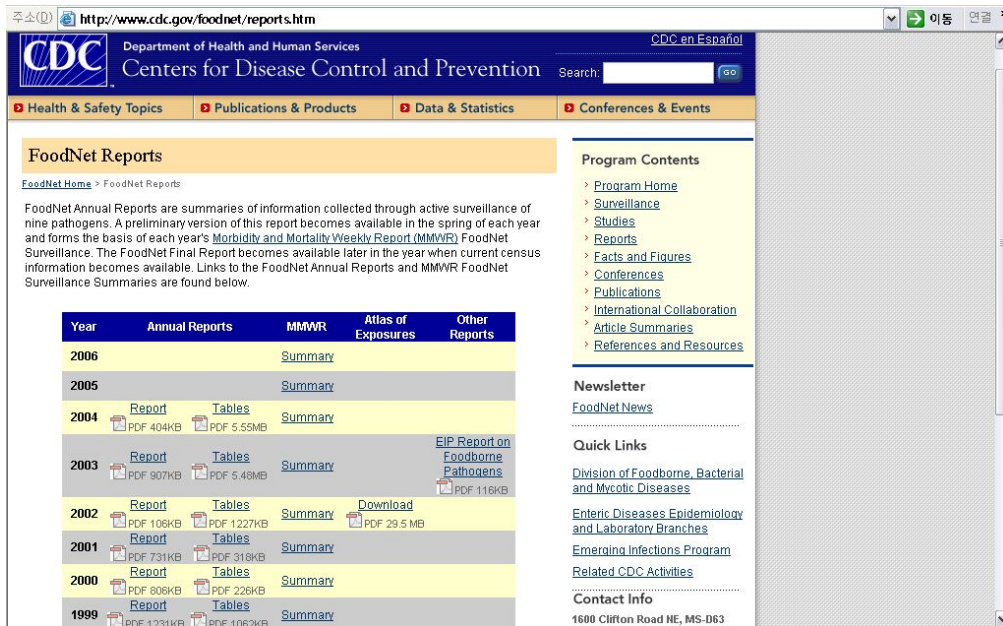 주소(D) http://www.cdc.gov/foodnet/reports.htm 이동 연결
CDC en Español
CDC
Department of Health and Human Services
Centers for Disease Control and Prevention
Search: GO
Health & Safety Topics Publications & Products Data & Statistics Conferences & Events
FoodNet Reports
FoodNet Home > FoodNet Reports
FoodNet Annual Reports are summaries of information collected through active surveillance of
nine pathogens. A preliminary version of this report becomes available in the spring of each year
and forms the basis of each year's Morbidity and Mortality Weekly Report (MMWR) FoodNet
Surveillance. The FoodNet Final Report becomes available later in the year when current census
information becomes available. Links to the FoodNet Annual Reports and MMWR FoodNet
Surveillance Summaries are found below.
Year Annual Reports MMWR Atlas of Exposures Other Reports
2006 Summary
2005 Summary
2004 Report PDF 404KB Tables PDF 5.55MB Summary
2003 Report PDF 907KB Tables PDF 5.48MB Summary EIP Report on Foodborne Pathogens PDF 116KB
2002 Report PDF 106KB Tables PDF 1227KB Summary Download PDF 29.5 MB
2001 Report PDF 731KB Tables PDF 318KB Summary
2000 Report PDF 806KB Tables PDF 226KB Summary
1999 Report PDF 1231KB Tables PDF 1062KB Summary
Program Contents
Program Home
Surveillance
Studies
Reports
Facts and Figures
Conferences
Publications
International Collaboration
Article Summaries
References and Resources
Newsletter
FoodNet News
Quick Links
Division of Foodborne, Bacterial
and Mycotic Diseases
Enteric Diseases Epidemiology
and Laboratory Branches
Emerging Infections Program
Related CDC Activities
Contact Info
1600 Clifton Road NE, MS-D63